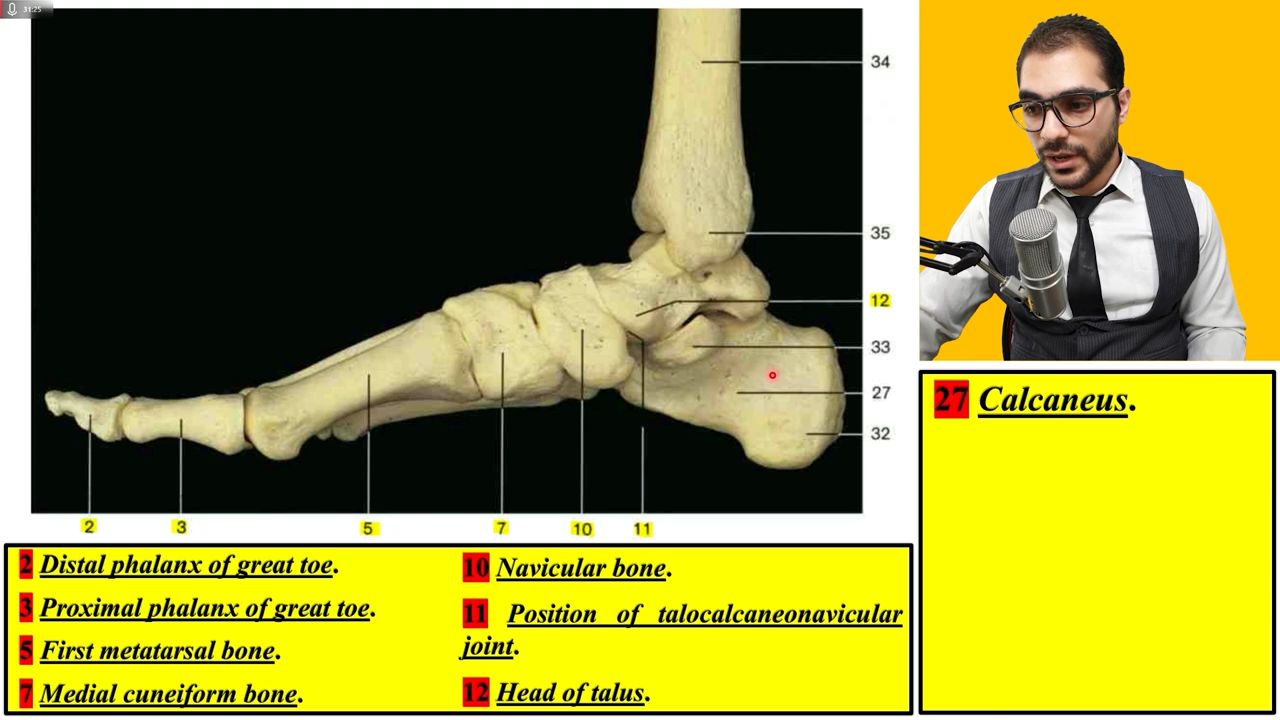 31:25
34
35
12
33
27
32
2 3 5 7 10 11
2 Distal phalanx of great toe.
3 Proximal phalanx of great toe.
5 First metatarsal bone.
7 Medial cuneiform bone.
10 Navicular bone.
11 Position of talocalcaneonavicular
joint.
12 Head of talus.
27 Calcaneus.